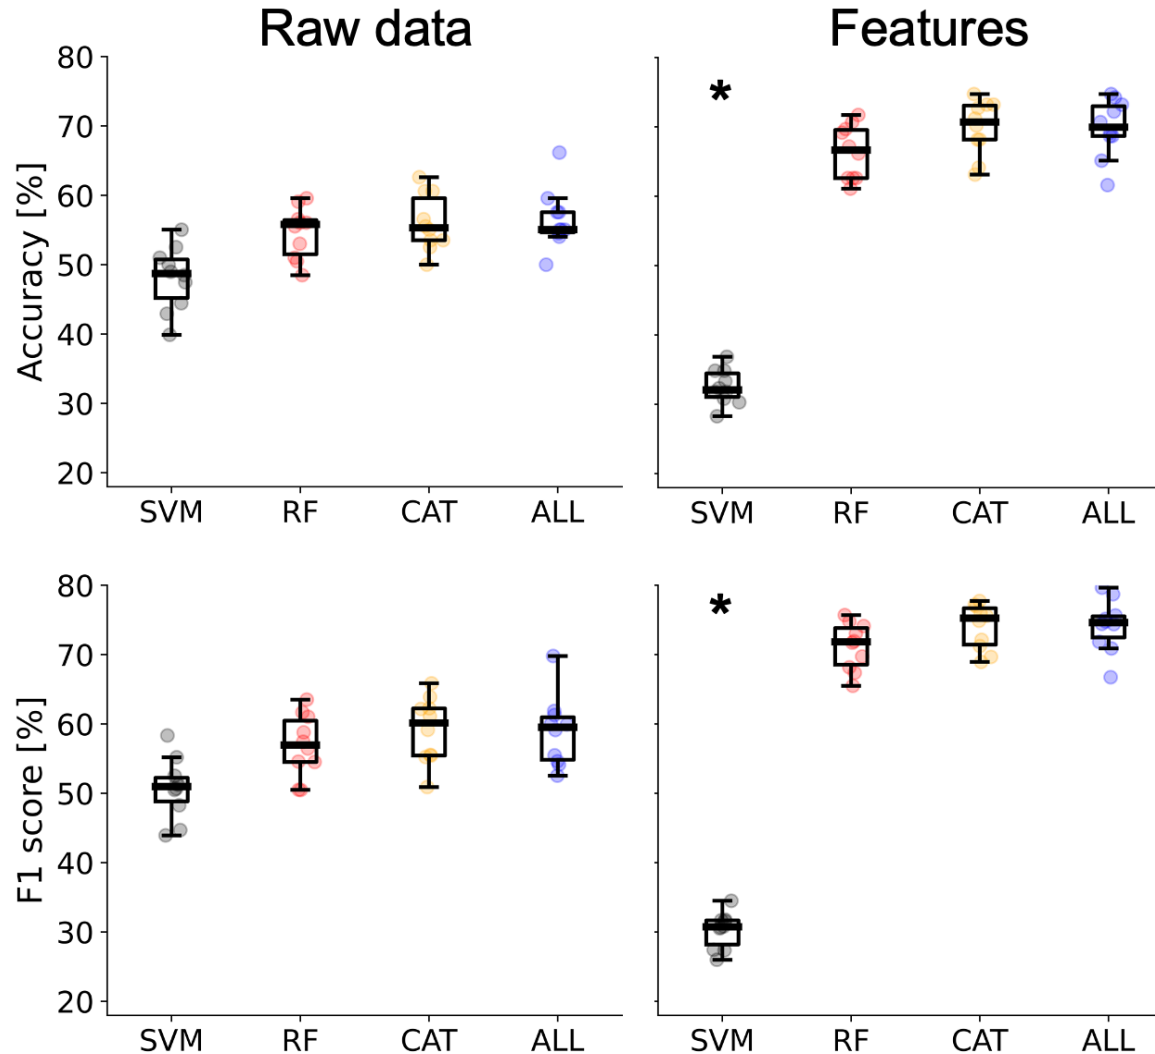 Raw data
Features
Accuracy [%]
80
70
60
50
40
30
20
SVM RF CAT ALL
*
SVM RF CAT ALL
F1 score [%]
80
70
60
50
40
30
20
SVM RF CAT ALL
*
SVM RF CAT ALL